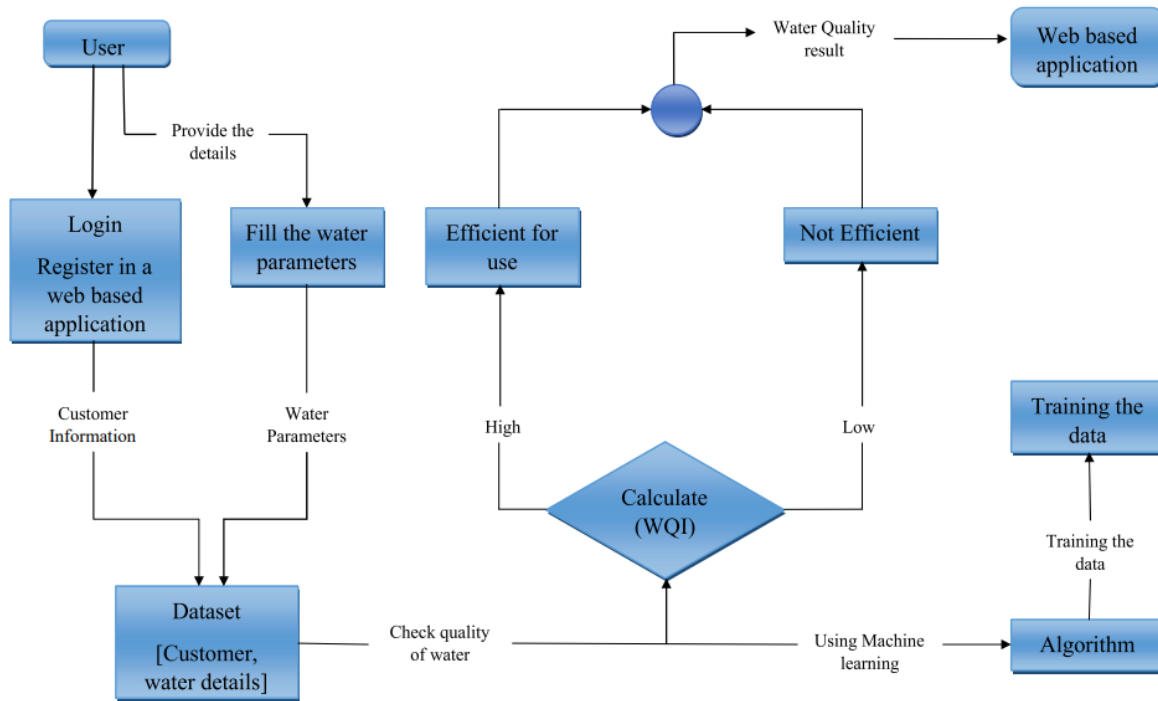 User
Water Quality
result
Web based
application
Provide the
details
Login
Register in a
web based
application
Fill the water
parameters
Efficient for
use
Not Efficient
Customer
Information
Water
Parameters
High
Low
Training the
data
Calculate
(WQI)
Training the
data
Dataset
[Customer,
water details]
Check quality
of water
Using Machine
learning
Algorithm